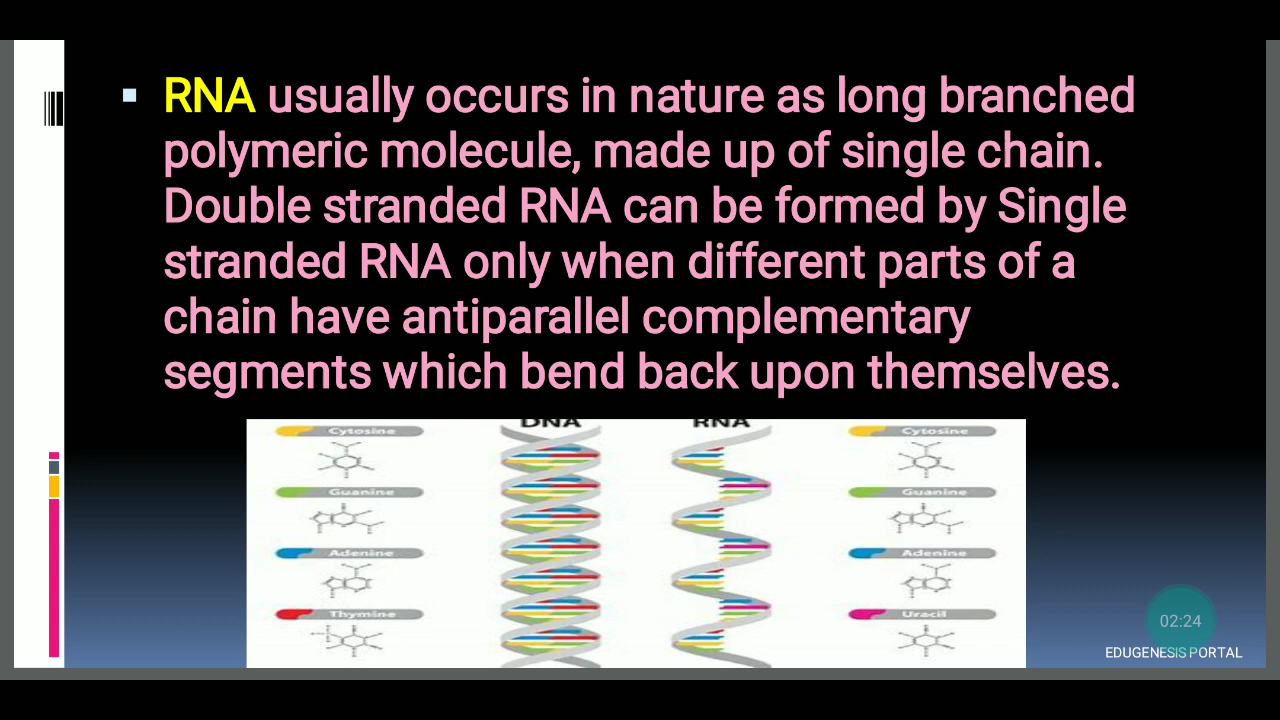 RNA usually occurs in nature as long branched
polymeric molecule, made up of single chain.
Double stranded RNA can be formed by Single
stranded RNA only when different parts of a
chain have antiparallel complementary
segments which bend back upon themselves.
DNA
RNA
Cytosine
Cytosine
Guanine
Guanine
Adenine
Adenine
Thymine
Uracil
02:24
EDUGENESIS PORTAL